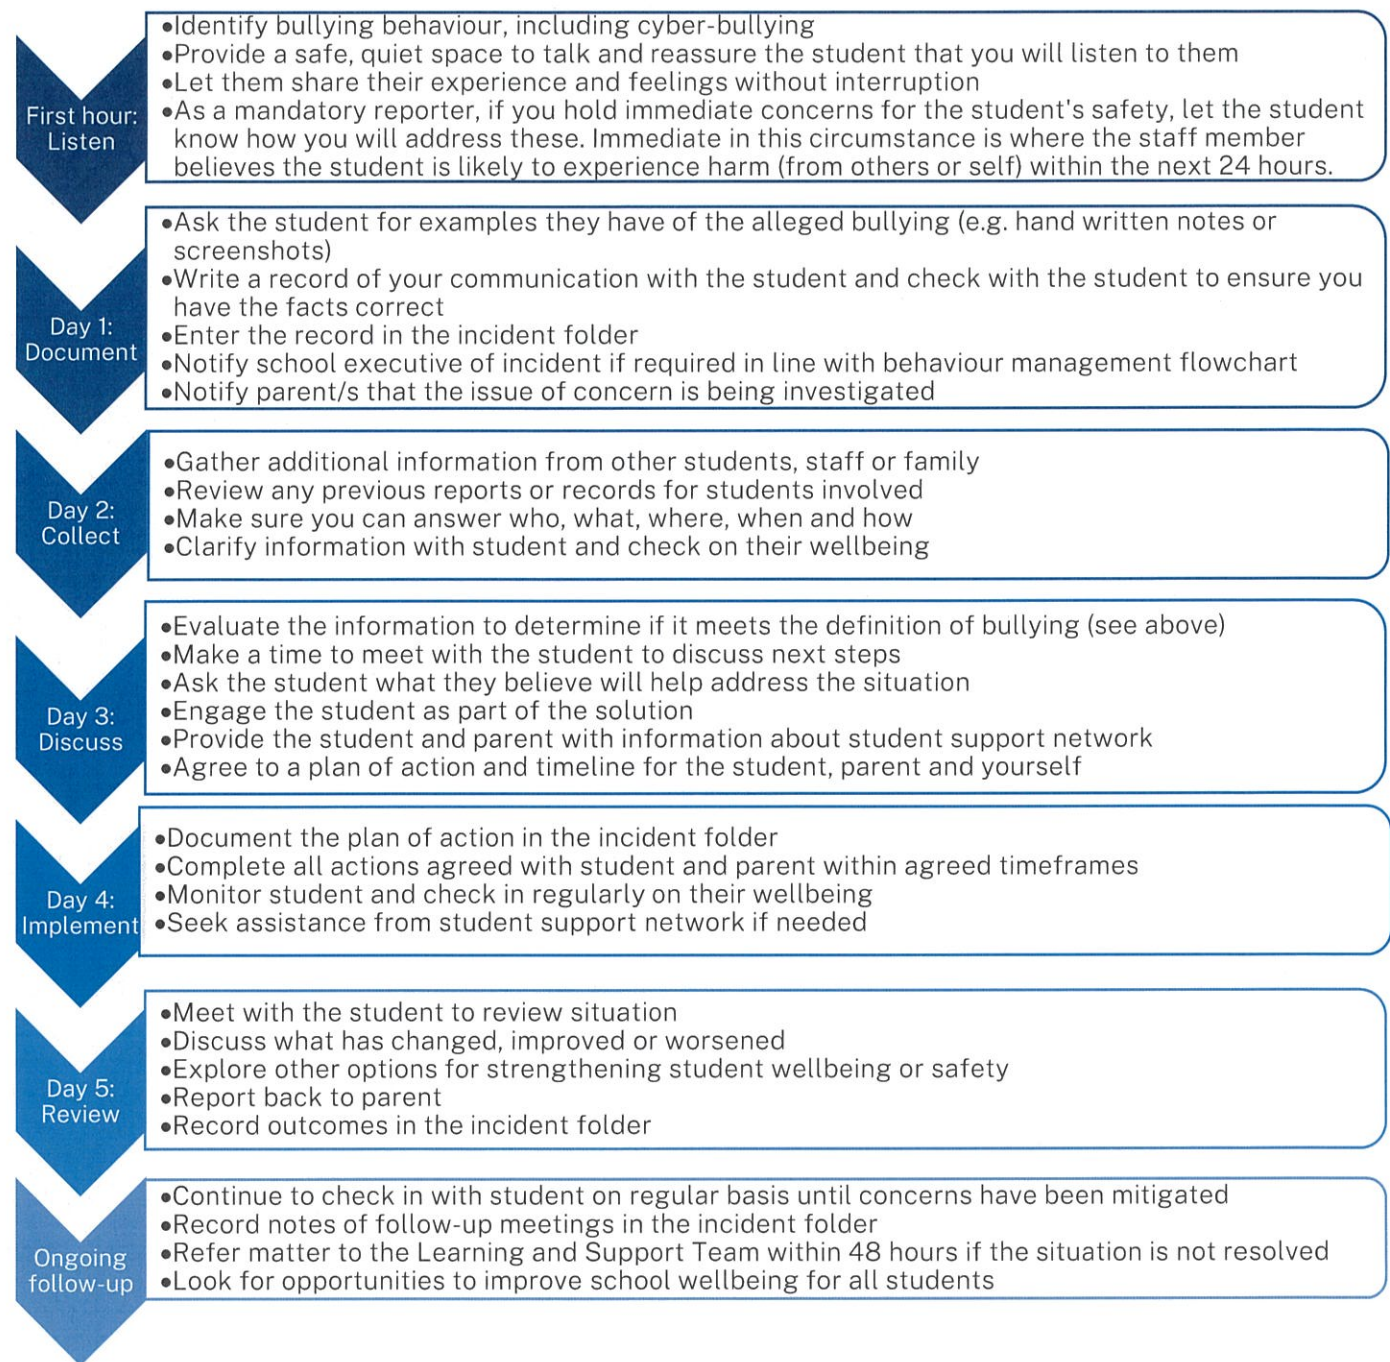 First hour:
Listen
•Identify bullying behaviour, including cyber-bullying
•Provide a safe, quiet space to talk and reassure the student that you will listen to them
•Let them share their experience and feelings without interruption
•As a mandatory reporter, if you hold immediate concerns for the student's safety, let the student
know how you will address these. Immediate in this circumstance is where the staff member
believes the student is likely to experience harm (from others or self) within the next 24 hours.
Day 1:
Document
•Ask the student for examples they have of the alleged bullying (e.g. hand written notes or
screenshots)
•Write a record of your communication with the student and check with the student to ensure you
have the facts correct
•Enter the record in the incident folder
•Notify school executive of incident if required in line with behaviour management flowchart
•Notify parent/s that the issue of concern is being investigated
Day 2:
Collect
•Gather additional information from other students, staff or family
•Review any previous reports or records for students involved
•Make sure you can answer who, what, where, when and how
•Clarify information with student and check on their wellbeing
Day 3:
Discuss
•Evaluate the information to determine if it meets the definition of bullying (see above)
•Make a time to meet with the student to discuss next steps
•Ask the student what they believe will help address the situation
•Engage the student as part of the solution
•Provide the student and parent with information about student support network
•Agree to a plan of action and timeline for the student, parent and yourself
Day 4:
Implement
•Document the plan of action in the incident folder
•Complete all actions agreed with student and parent within agreed timeframes
•Monitor student and check in regularly on their wellbeing
•Seek assistance from student support network if needed
Day 5:
Review
•Meet with the student to review situation
•Discuss what has changed, improved or worsened
•Explore other options for strengthening student wellbeing or safety
•Report back to parent
•Record outcomes in the incident folder
Ongoing
follow-up
•Continue to check in with student on regular basis until concerns have been mitigated
•Record notes of follow-up meetings in the incident folder
•Refer matter to the Learning and Support Team within 48 hours if the situation is not resolved
•Look for opportunities to improve school wellbeing for all students